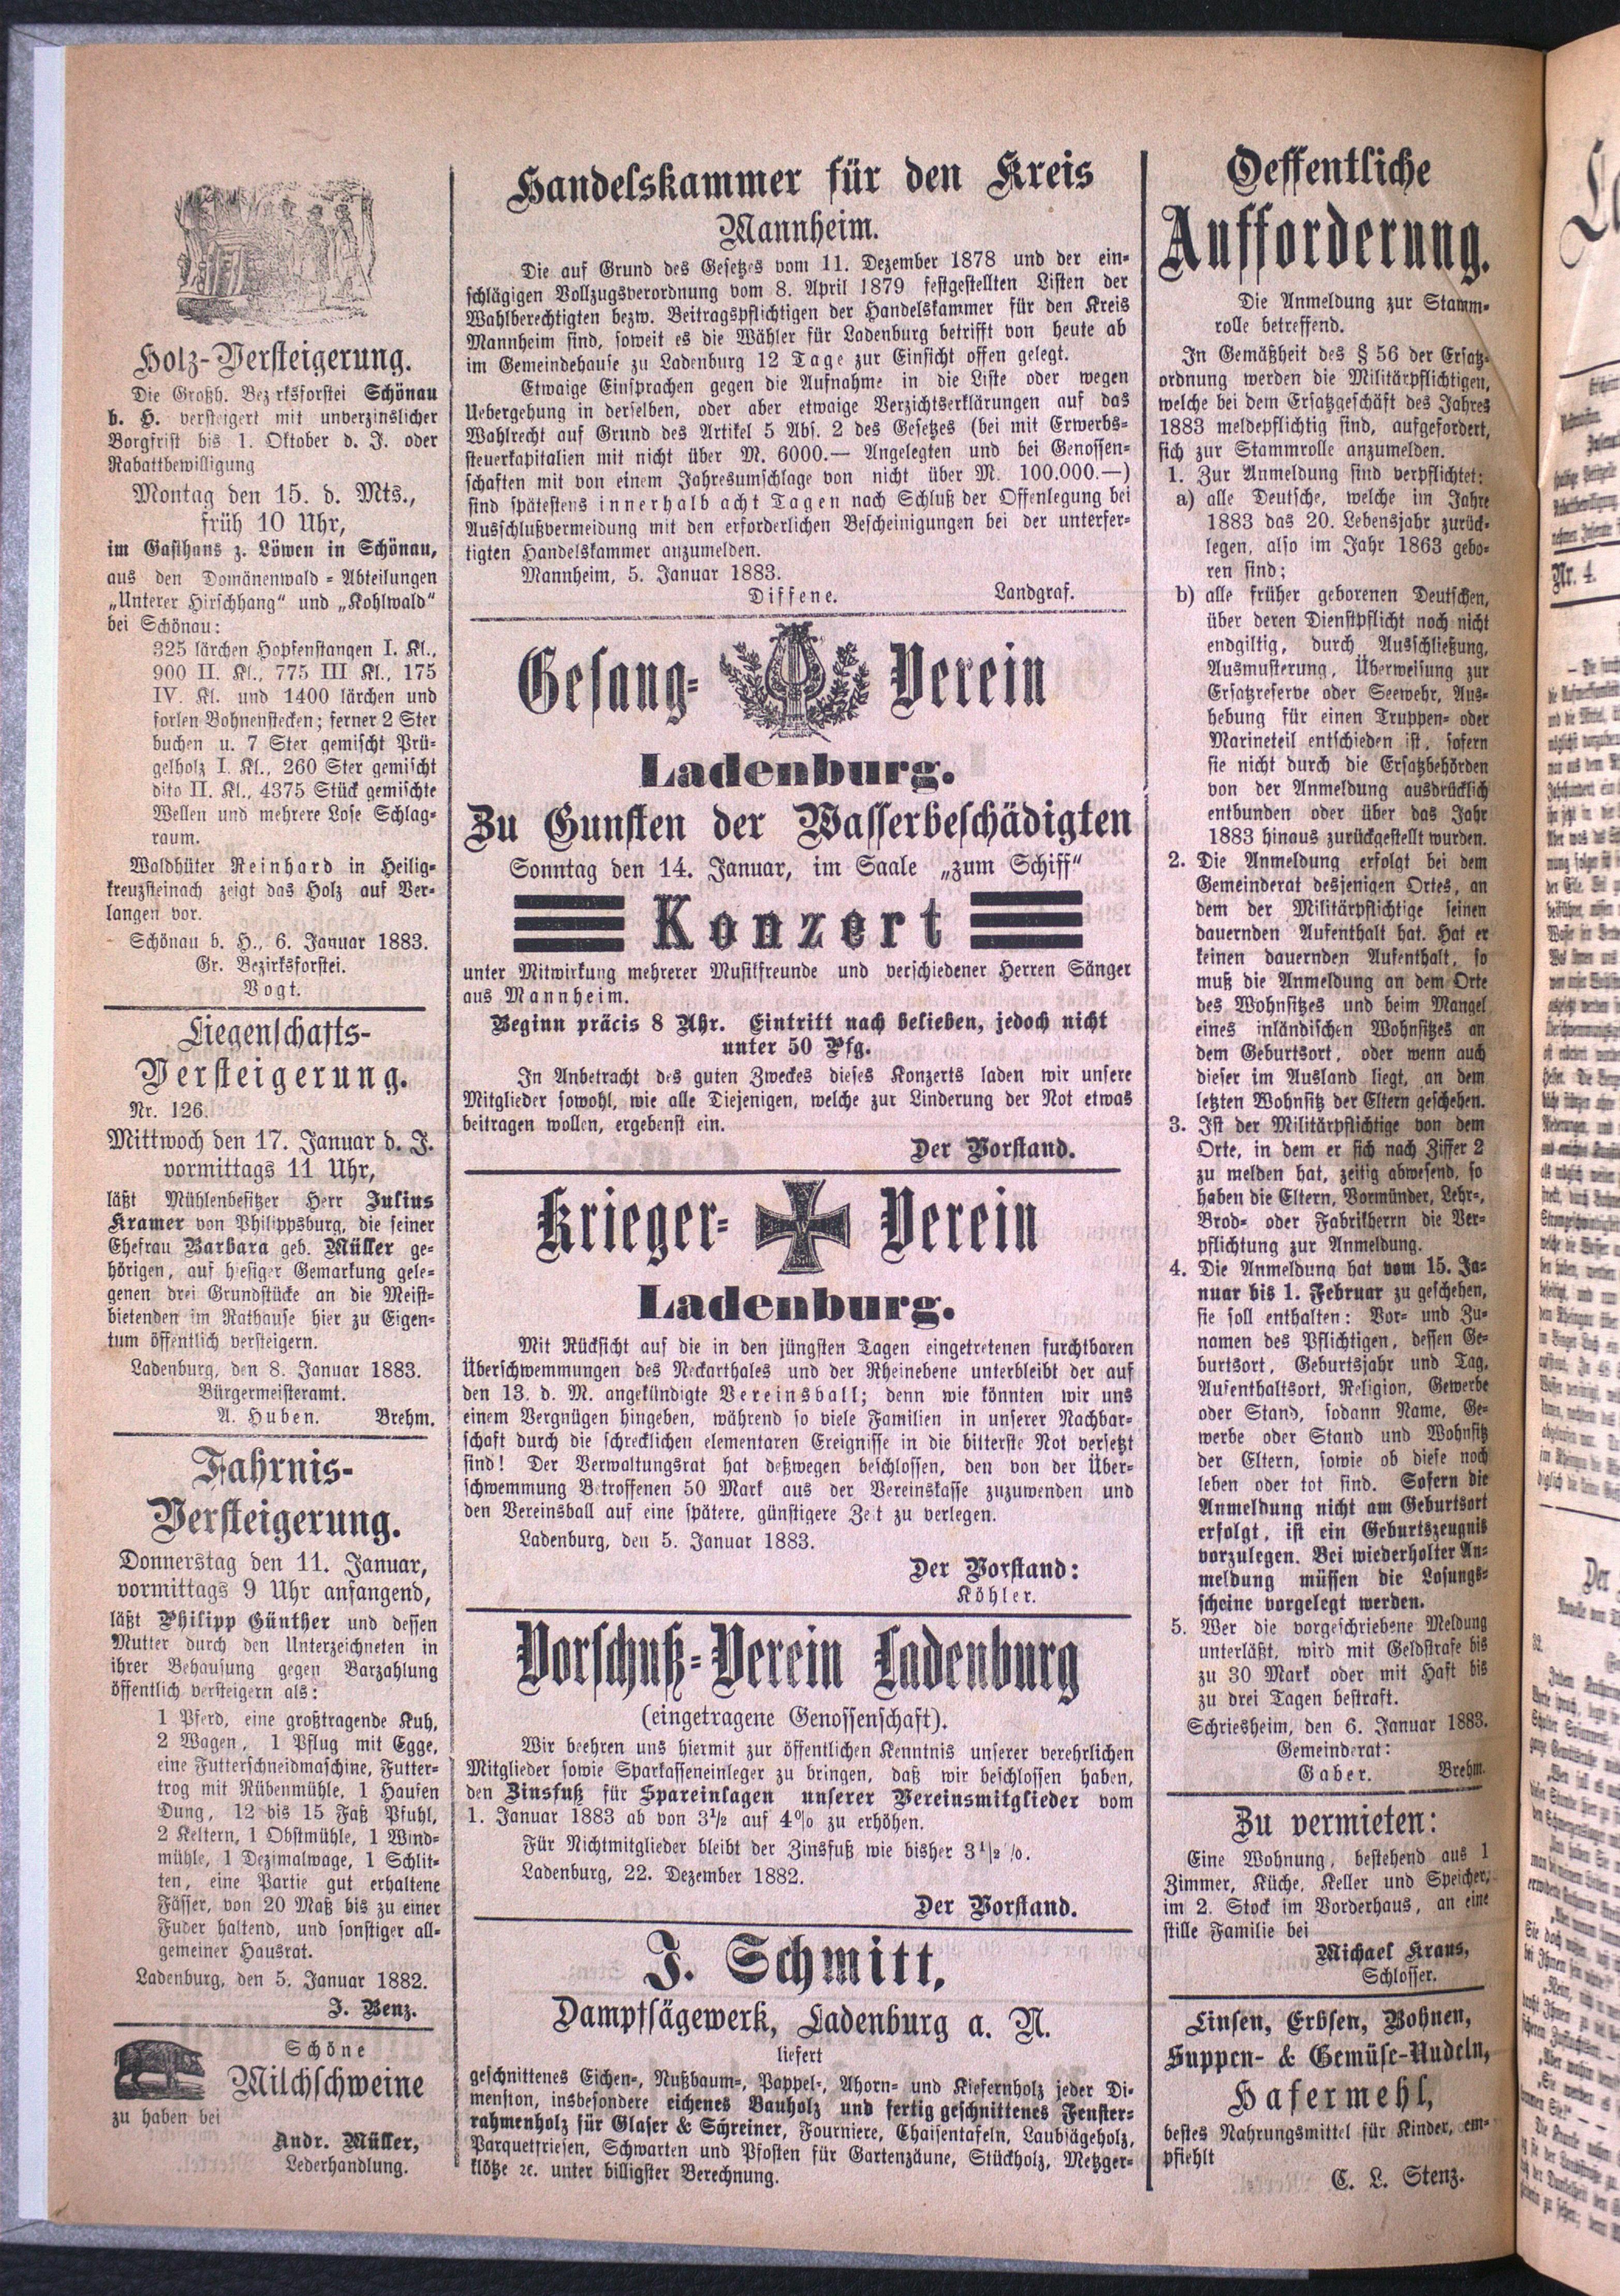 Holz-Versteigerung.
Die Großh. Bezirksforstei Schönau
b. H. versteigert mit unverzinslicher
Borgfrist bis 1. Oktober d. J. oder
Rabattbewilligung
Montag den 15. d. Mts.,
früh 10 Uhr,
im Gasthaus z. Löwen in Schönau,
aus den Domänenwald-Abteilungen
„Unterer Hirschhang“ und „Kohlwald“
bei Schönau:
325 lärchen Hopfenstangen I. Kl.,
900 II. Kl., 775 III Kl., 175
IV. Kl. und 1400 lärchen und
forlen Bohnenstecken; ferner 2 Ster
buchen u. 7 Ster gemischt Prü-
gelholz I. Kl., 260 Ster gemischt
dito II. Kl., 4375 Stück gemischte
Wellen und mehrere Lose Schlag-
raum.
Waldhüter Reinhard in Heilig-
kreuzsteinach zeigt das Holz auf Ver-
langen vor.
Schönau b. H., 6. Januar 1883.
Gr. Bezirksforstei.
Vogt.
Liegenschafts-
Versteigerung.
Nr. 126.
Mittwoch den 17. Januar d. J.
vormittags 11 Uhr,
läßt Mühlenbesitzer Herr Julius
Kramer von Philippsburg, die seiner
Ehefrau Barbara geb. Müller ge-
hörigen, auf hiesiger Gemarkung gele-
genen drei Grundstücke an die Meist-
bietenden im Rathause hier zu Eigen-
tum öffentlich versteigern.
Ladenburg, den 8. Januar 1883.
Bürgermeisteramt.
A. Huben. Brehm.
Fahrnis-
Versteigerung.
Donnerstag den 11. Januar,
vormittags 9 Uhr anfangend,
läßt Philipp Günther und dessen
Mutter durch den Unterzeichneten in
ihrer Behausung gegen Barzahlung
öffentlich versteigern als:
1 Pferd, eine großtragende Kuh,
2 Wagen, 1 Pflug mit Egge,
eine Futterschneidmaschine, Futter-
trog mit Rübenmühle, 1 Haufen
Dung, 12 bis 15 Faß Pfuhl,
2 Keltern, 1 Obstmühle, 1 Wind-
mühle, 1 Dezimalwage, 1 Schlit-
ten, eine Partie gut erhaltene
Fässer, von 20 Maß bis zu einer
Fuder haltend, und sonstiger all-
gemeiner Hausrat.
Ladenburg, den 5. Januar 1882.
J. Benz.
Schöne
Milchschweine
zu haben bei
Andr. Müller,
Lederhandlung.
Handelskammer für den Kreis
Mannheim.
Die auf Grund des Gesetzes vom 11. Dezember 1878 und der ein-
schlägigen Vollzugsverordnung vom 8. April 1879 festgestellten Listen der
Wahlberechtigten bezw. Beitragspflichtigen der Handelskammer für den Kreis
Mannheim sind, soweit es die Wähler für Ladenburg betrifft von heute ab
im Gemeindehause zu Ladenburg 12 Tage zur Einsicht offen gelegt.
Etwaige Einsprachen gegen die Aufnahme in die Liste oder wegen
Uebergehung in derselben, oder aber etwaige Verzichtserklärungen auf das
Wahlrecht auf Grund des Artikel 5 Abs. 2 des Gesetzes (bei mit Erwerbs-
steuerkapitalien mit nicht über M. 6000.— Angelegten und bei Genossen-
schaften mit von einem Jahresumschlage von nicht über M. 100.000.—)
sind spätestens innerhalb acht Tagen nach Schluß der Offenlegung bei
Ausschlußvermeidung mit den erforderlichen Bescheinigungen bei der unterfer-
tigten Handelskammer anzumelden.
Mannheim, 5. Januar 1883.
Diffene. Landgraf.
Gesang- Verein
Ladenburg.
Zu Gunsten der Wasserbeschädigten
Sonntag den 14. Januar, im Saale „zum Schiff“
Konzert
unter Mitwirkung mehrerer Musikfreunde und verschiedener Herren Sänger
aus Mannheim.
Beginn präcis 8 Uhr. Eintritt nach belieben, jedoch nicht
unter 50 Pfg.
In Anbetracht des guten Zweckes dieses Konzerts laden wir unsere
Mitglieder sowohl, wie alle Diejenigen, welche zur Linderung der Not etwas
beitragen wollen, ergebenst ein.
Der Vorstand.
Krieger- Verein
Ladenburg.
Mit Rücksicht auf die in den jüngsten Tagen eingetretenen furchtbaren
Überschwemmungen des Neckarthales und der Rheinebene unterbleibt der auf
den 13. d. M. angekündigte Vereinsball; denn wie könnten wir uns
einem Vergnügen hingeben, während so viele Familien in unserer Nachbar-
schaft durch die schrecklichen elementaren Ereignisse in die bitterste Not versetzt
sind! Der Verwaltungsrat hat deßwegen beschlossen, den von der Über-
schwemmung Betroffenen 50 Mark aus der Vereinskasse zuzuwenden und
den Vereinsball auf eine spätere, günstigere Zeit zu verlegen.
Ladenburg, den 5. Januar 1883.
Der Vorstand:
Köhler.
Vorschuß-Verein Ladenburg
(eingetragene Genossenschaft).
Wir beehren uns hiermit zur öffentlichen Kenntnis unserer verehrlichen
Mitglieder sowie Sparkasseneinleger zu bringen, daß wir beschlossen haben,
den Zinsfuß für Spareinlagen unserer Vereinsmitglieder vom
1. Januar 1883 ab von 3½ auf 4% zu erhöhen.
Für Nichtmitglieder bleibt der Zinsfuß wie bisher 3½%.
Ladenburg, 22. Dezember 1882.
Der Vorstand.
J. Schmitt,
Dampfsägewerk, Ladenburg a. N.
liefert
geschnittenes Eichen-, Nußbaum-, Pappel-, Ahorn- und Kiefernholz jeder Di-
mension, insbesondere eichenes Bauholz und fertig geschnittenes Fenster-
rahmenholz für Glaser & Schreiner, Fourniere, Chaisentafeln, Laubsägeholz,
Parquetfriesen, Schwarten und Pfosten für Gartenzäune, Stückholz, Metzger-
klötze ꝛc. unter billigster Berechnung.
Oeffentliche
Aufforderung.
Die Anmeldung zur Stamm-
rolle betreffend.
In Gemäßheit des § 56 der Ersatz-
ordnung werden die Militärpflichtigen,
welche bei dem Ersatzgeschäft des Jahres
1883 meldepflichtig sind, aufgefordert,
sich zur Stammrolle anzumelden.
1. Zur Anmeldung sind verpflichtet:
a) alle Deutsche, welche im Jahre
1883 das 20. Lebensjahr zurück-
legen, also im Jahr 1863 gebo-
ren sind;
b) alle früher geborenen Deutschen,
über deren Dienstpflicht noch nicht
endgiltig, durch Ausschließung,
Ausmusterung, Überweisung zur
Ersatzreserve oder Seewehr, Aus-
hebung für einen Truppen- oder
Marineteil entschieden ist, sofern
sie nicht durch die Ersatzbehörden
von der Anmeldung ausdrücklich
entbunden oder über das Jahr
1883 hinaus zurückgestellt wurden.
2. Die Anmeldung erfolgt bei dem
Gemeinderat desjenigen Ortes, an
dem der Militärpflichtige seinen
dauernden Aufenthalt hat. Hat er
keinen dauernden Aufenthalt, so
muß die Anmeldung an dem Orte
des Wohnsitzes und beim Mangel
eines inländischen Wohnsitzes an
dem Geburtsort, oder wenn auch
dieser im Ausland liegt, an dem
letzten Wohnsitz der Eltern geschehen.
3. Ist der Militärpflichtige von dem
Orte, in dem er sich nach Ziffer 2
zu melden hat, zeitig abwesend, so
haben die Eltern, Vormünder, Lehr-,
Brod- oder Fabrikherrn die Ver-
pflichtung zur Anmeldung.
4. Die Anmeldung hat vom 15. Ja-
nuar bis 1. Februar zu geschehen,
sie soll enthalten: Vor- und Zu-
namen des Pflichtigen, dessen Ge-
burtsort, Geburtsjahr und Tag,
Aufenthaltsort, Religion, Gewerbe
oder Stand, sodann Name, Ge-
werbe oder Stand und Wohnsitz
der Eltern, sowie ob diese noch
leben oder tot sind. Sofern die
Anmeldung nicht am Geburtsort
erfolgt, ist ein Geburtszeugnis
vorzulegen. Bei wiederholter An-
meldung müssen die Losungs-
scheine vorgelegt werden.
5. Wer die vorgeschriebene Meldung
unterläßt, wird mit Geldstrafe bis
zu 30 Mark oder mit Haft bis
zu drei Tagen bestraft.
Schriesheim, den 6. Januar 1883.
Gemeinderat:
Gaber. Brehm.
Zu vermieten:
Eine Wohnung, bestehend aus 1
Zimmer, Küche, Keller und Speicher,
im 2. Stock im Vorderhaus, an eine
stille Familie bei
Michael Kraus,
Schlosser.
Linsen, Erbsen, Bohnen,
Suppen- & Gemüse-Nudeln,
Hafermehl,
bestes Nahrungsmittel für Kinder, em-
pfiehlt
C. L. Stenz.
Nr. 4.